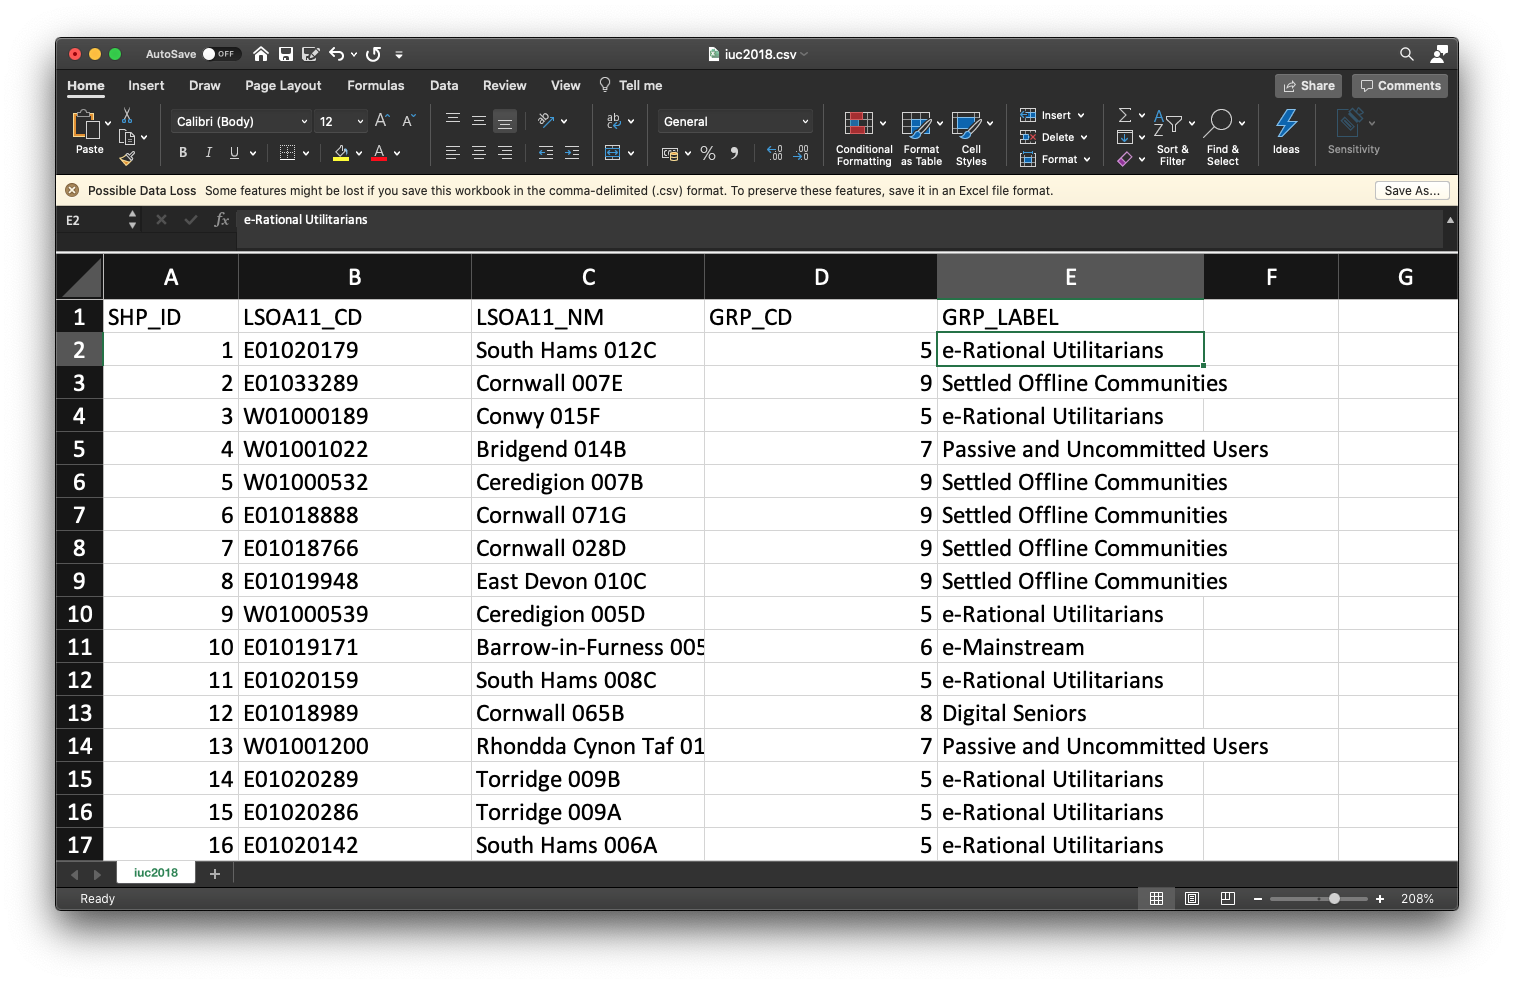 AutoSave OFF iuc2018.csv
Home Insert Draw Page Layout Formulas Data Review View Tell me Share Comments
Paste Calibri (Body) 12 A A General Conditional Formatting Format as Table Cell Styles Insert Delete Format Sort & Filter Find & Select Ideas Sensitivity
B I U A ab % 9 .00 .0
Possible Data Loss Some features might be lost if you save this workbook in the comma-delimited (.csv) format. To preserve these features, save it in an Excel file format. Save As...
E2 fx e-Rational Utilitarians
A B C D E F G
1 SHP_ID LSOA11_CD LSOA11_NM GRP_CD GRP_LABEL
2 1 E01020179 South Hams 012C 5 e-Rational Utilitarians
3 2 E01033289 Cornwall 007E 9 Settled Offline Communities
4 3 W01000189 Conwy 015F 5 e-Rational Utilitarians
5 4 W01001022 Bridgend 014B 7 Passive and Uncommitted Users
6 5 W01000532 Ceredigion 007B 9 Settled Offline Communities
7 6 E01018888 Cornwall 071G 9 Settled Offline Communities
8 7 E01018766 Cornwall 028D 9 Settled Offline Communities
9 8 E01019948 East Devon 010C 9 Settled Offline Communities
10 9 W01000539 Ceredigion 005D 5 e-Rational Utilitarians
11 10 E01019171 Barrow-in-Furness 005 6 e-Mainstream
12 11 E01020159 South Hams 008C 5 e-Rational Utilitarians
13 12 E01018989 Cornwall 065B 8 Digital Seniors
14 13 W01001200 Rhondda Cynon Taf 01 7 Passive and Uncommitted Users
15 14 E01020289 Torridge 009B 5 e-Rational Utilitarians
16 15 E01020286 Torridge 009A 5 e-Rational Utilitarians
17 16 E01020142 South Hams 006A 5 e-Rational Utilitarians
iuc2018 +
Ready − + 208%